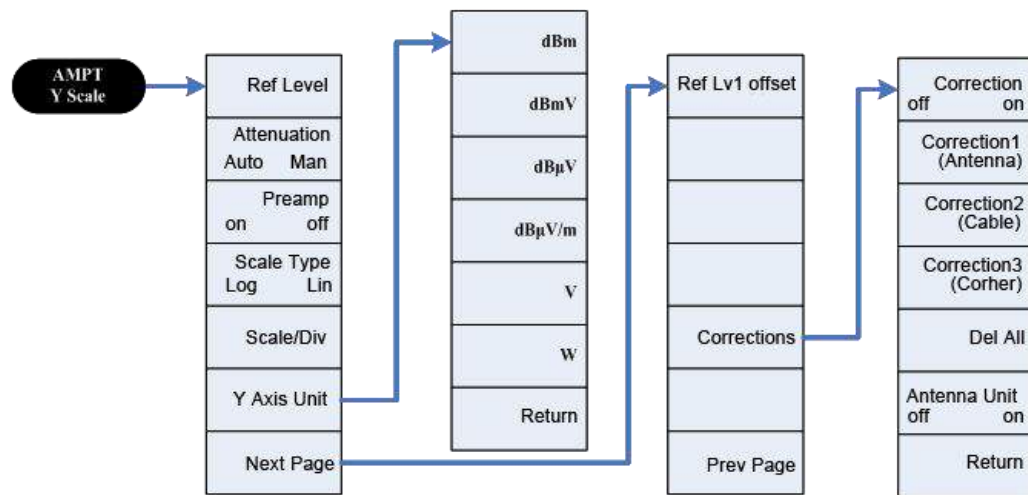 AMPT
Y Scale
Ref Level
Attenuation
Auto Man
Preamp
on off
Scale Type
Log Lin
Scale/Div
Y Axis Unit
Next Page
dBm
dBmV
dBµV
dBµV/m
V
W
Return
Ref Lv1 offset
Corrections
Prev Page
Correction
off on
Correction1
(Antenna)
Correction2
(Cable)
Correction3
(Corher)
Del All
Antenna Unit
off on
Return